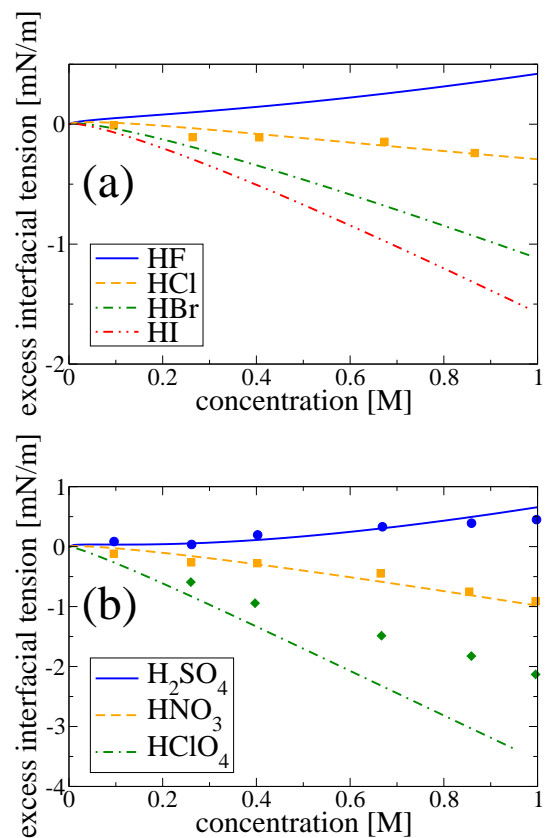 excess interfacial tension [mN/m]
0
-1
-2
(a)
HF
HCl
HBr
HI
0 0.2 0.4 0.6 0.8 1
concentration [M]
excess interfacial tension [mN/m]
1
0
-1
-2
-3
-4
(b)
H₂SO₄
HNO₃
HClO₄
0 0.2 0.4 0.6 0.8 1
concentration [M]